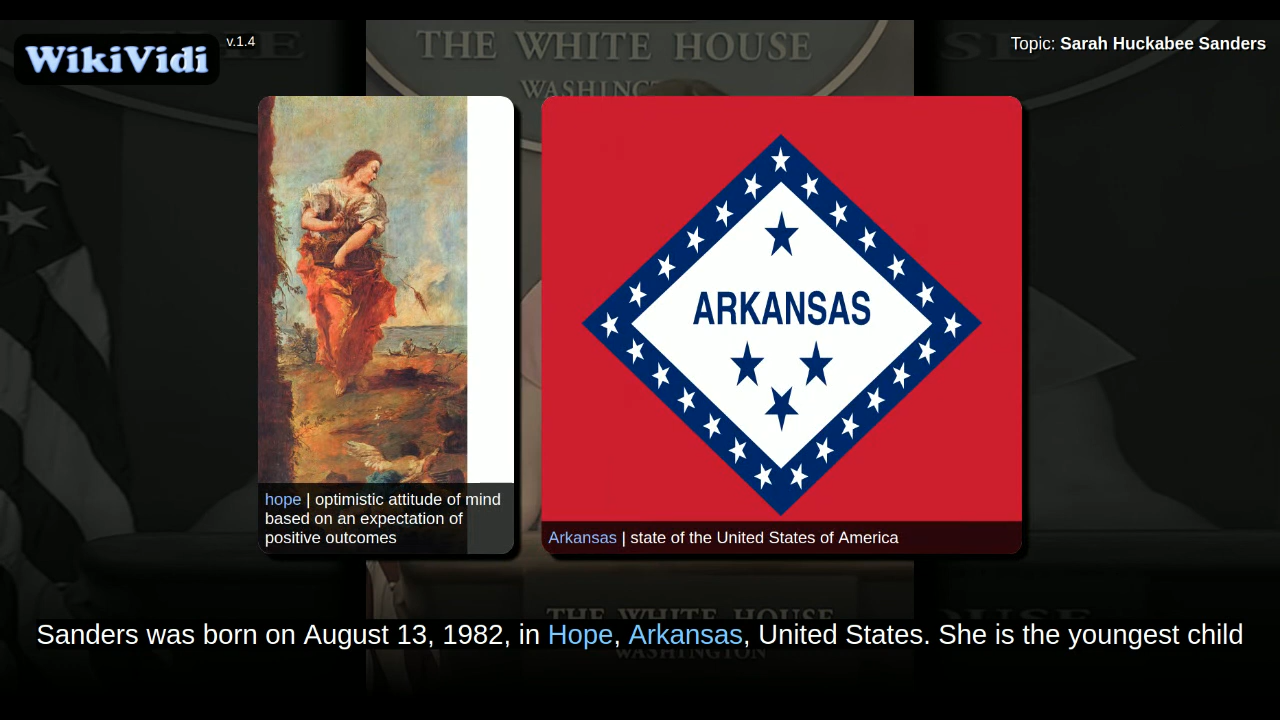 THE WHITE HOUSE
WASHINGT
WikiVidi
v.1.4
Topic: Sarah Huckabee Sanders
ARKANSAS
hope | optimistic attitude of mind
based on an expectation of
positive outcomes
Arkansas | state of the United States of America
THE WHITE HOUSE
Sanders was born on August 13, 1982, in Hope, Arkansas, United States. She is the youngest child
WASHINGTON